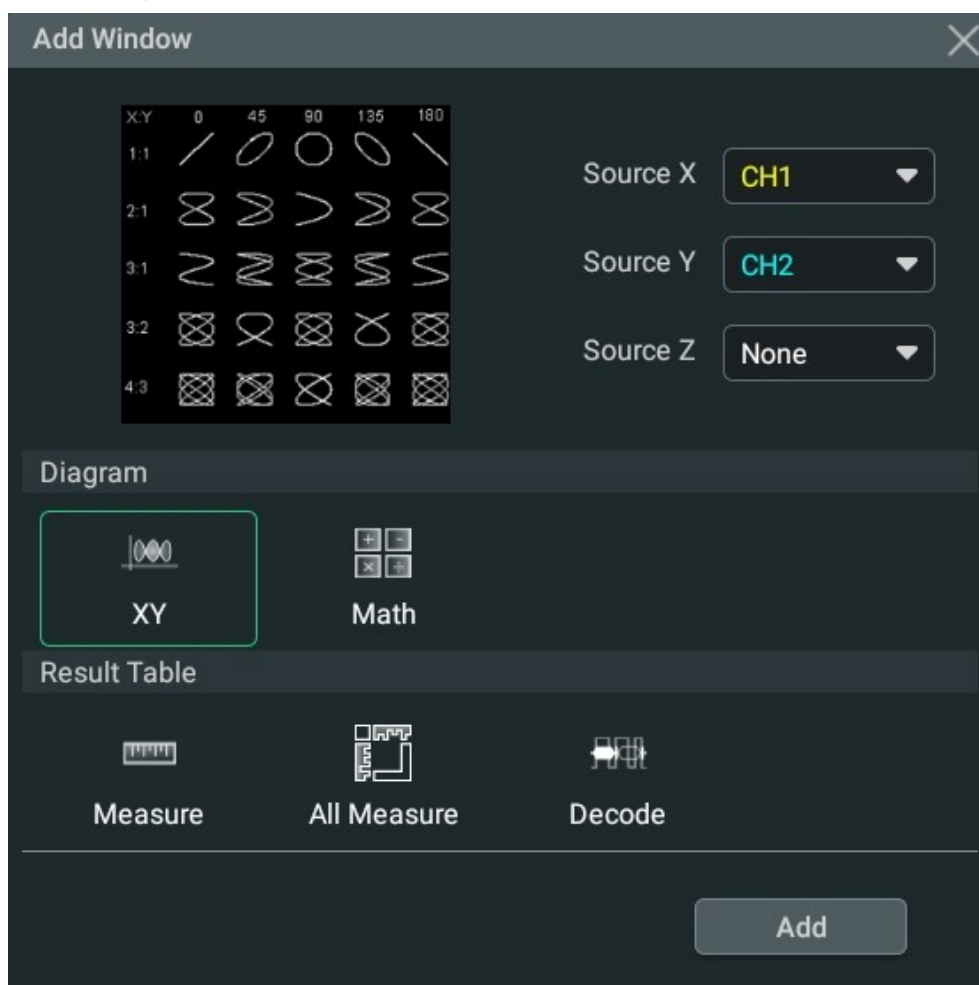 Add Window
X:Y 0 45 90 135 180
1:1
2:1
3:1
3:2
4:3
Source X CH1
Source Y CH2
Source Z None
Diagram
XY Math
Result Table
Measure All Measure Decode
Add